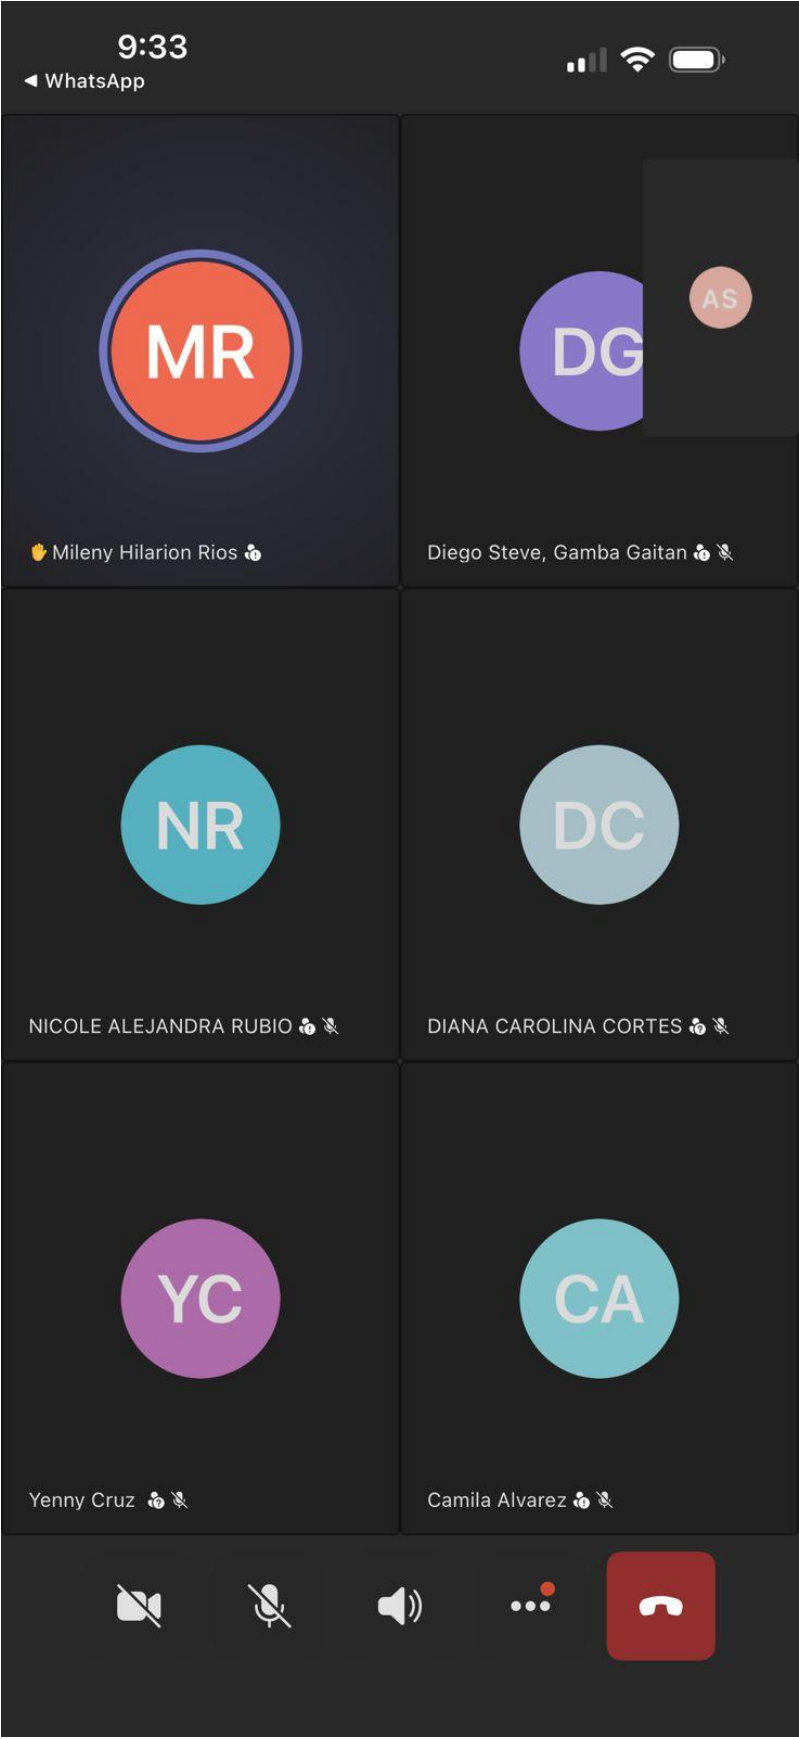 9:33
WhatsApp
MR
DG
AS
Mileny Hilarion Rios
Diego Steve, Gamba Gaitan
NR
DC
NICOLE ALEJANDRA RUBIO
DIANA CAROLINA CORTES
YC
CA
Yenny Cruz
Camila Alvarez